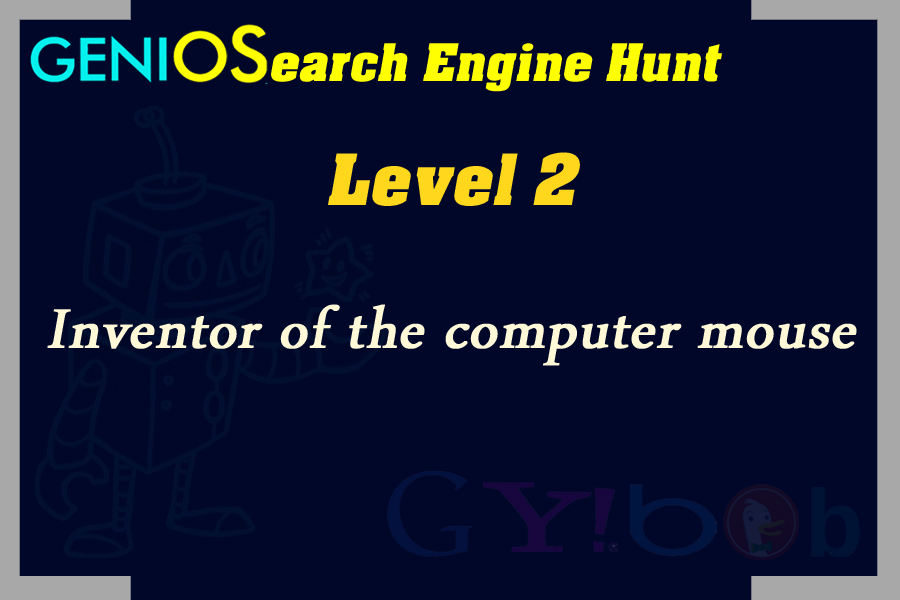 GENIOSearch Engine Hunt
Level 2
Inventor of the computer mouse
G Y! b b